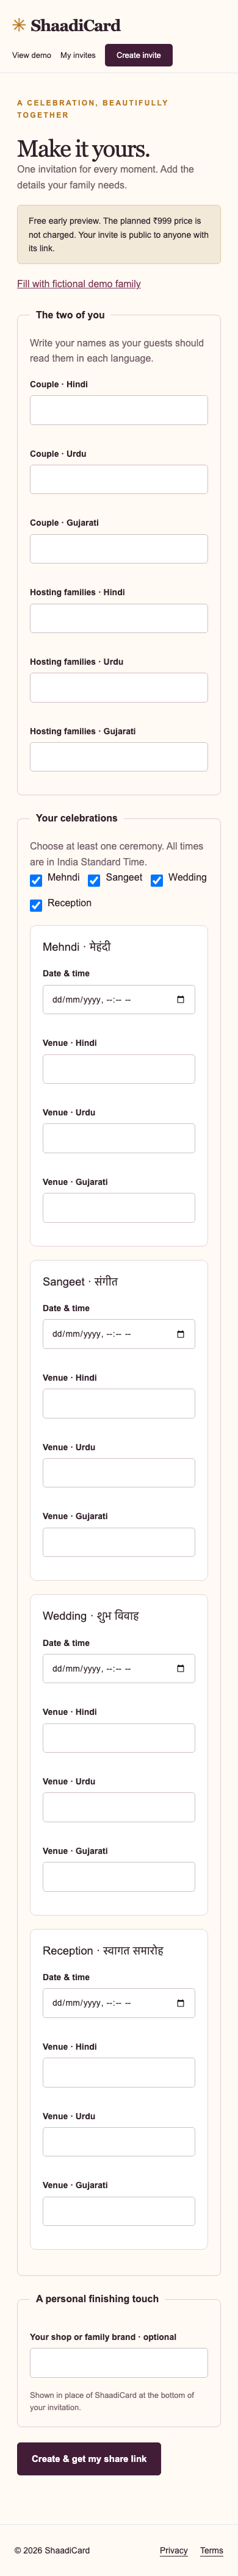 ShaadiCard
View demo My invites Create invite
A CELEBRATION, BEAUTIFULLY
TOGETHER
Make it yours.
One invitation for every moment. Add the
details your family needs.
Free early preview. The planned ₹999 price is
not charged. Your invite is public to anyone with
its link.
Fill with fictional demo family
The two of you
Write your names as your guests should
read them in each language.
Couple · Hindi
Couple · Urdu
Couple · Gujarati
Hosting families · Hindi
Hosting families · Urdu
Hosting families · Gujarati
Your celebrations
Choose at least one ceremony. All times
are in India Standard Time.
Mehndi Sangeet Wedding
Reception
Mehndi · मेहंदी
Date & time
dd/mm/yyyy, --:-- --
Venue · Hindi
Venue · Urdu
Venue · Gujarati
Sangeet · संगीत
Date & time
dd/mm/yyyy, --:-- --
Venue · Hindi
Venue · Urdu
Venue · Gujarati
Wedding · शुभ विवाह
Date & time
dd/mm/yyyy, --:-- --
Venue · Hindi
Venue · Urdu
Venue · Gujarati
Reception · स्वागत समारोह
Date & time
dd/mm/yyyy, --:-- --
Venue · Hindi
Venue · Urdu
Venue · Gujarati
A personal finishing touch
Your shop or family brand · optional
Shown in place of ShaadiCard at the bottom of
your invitation.
Create & get my share link
© 2026 ShaadiCard Privacy Terms